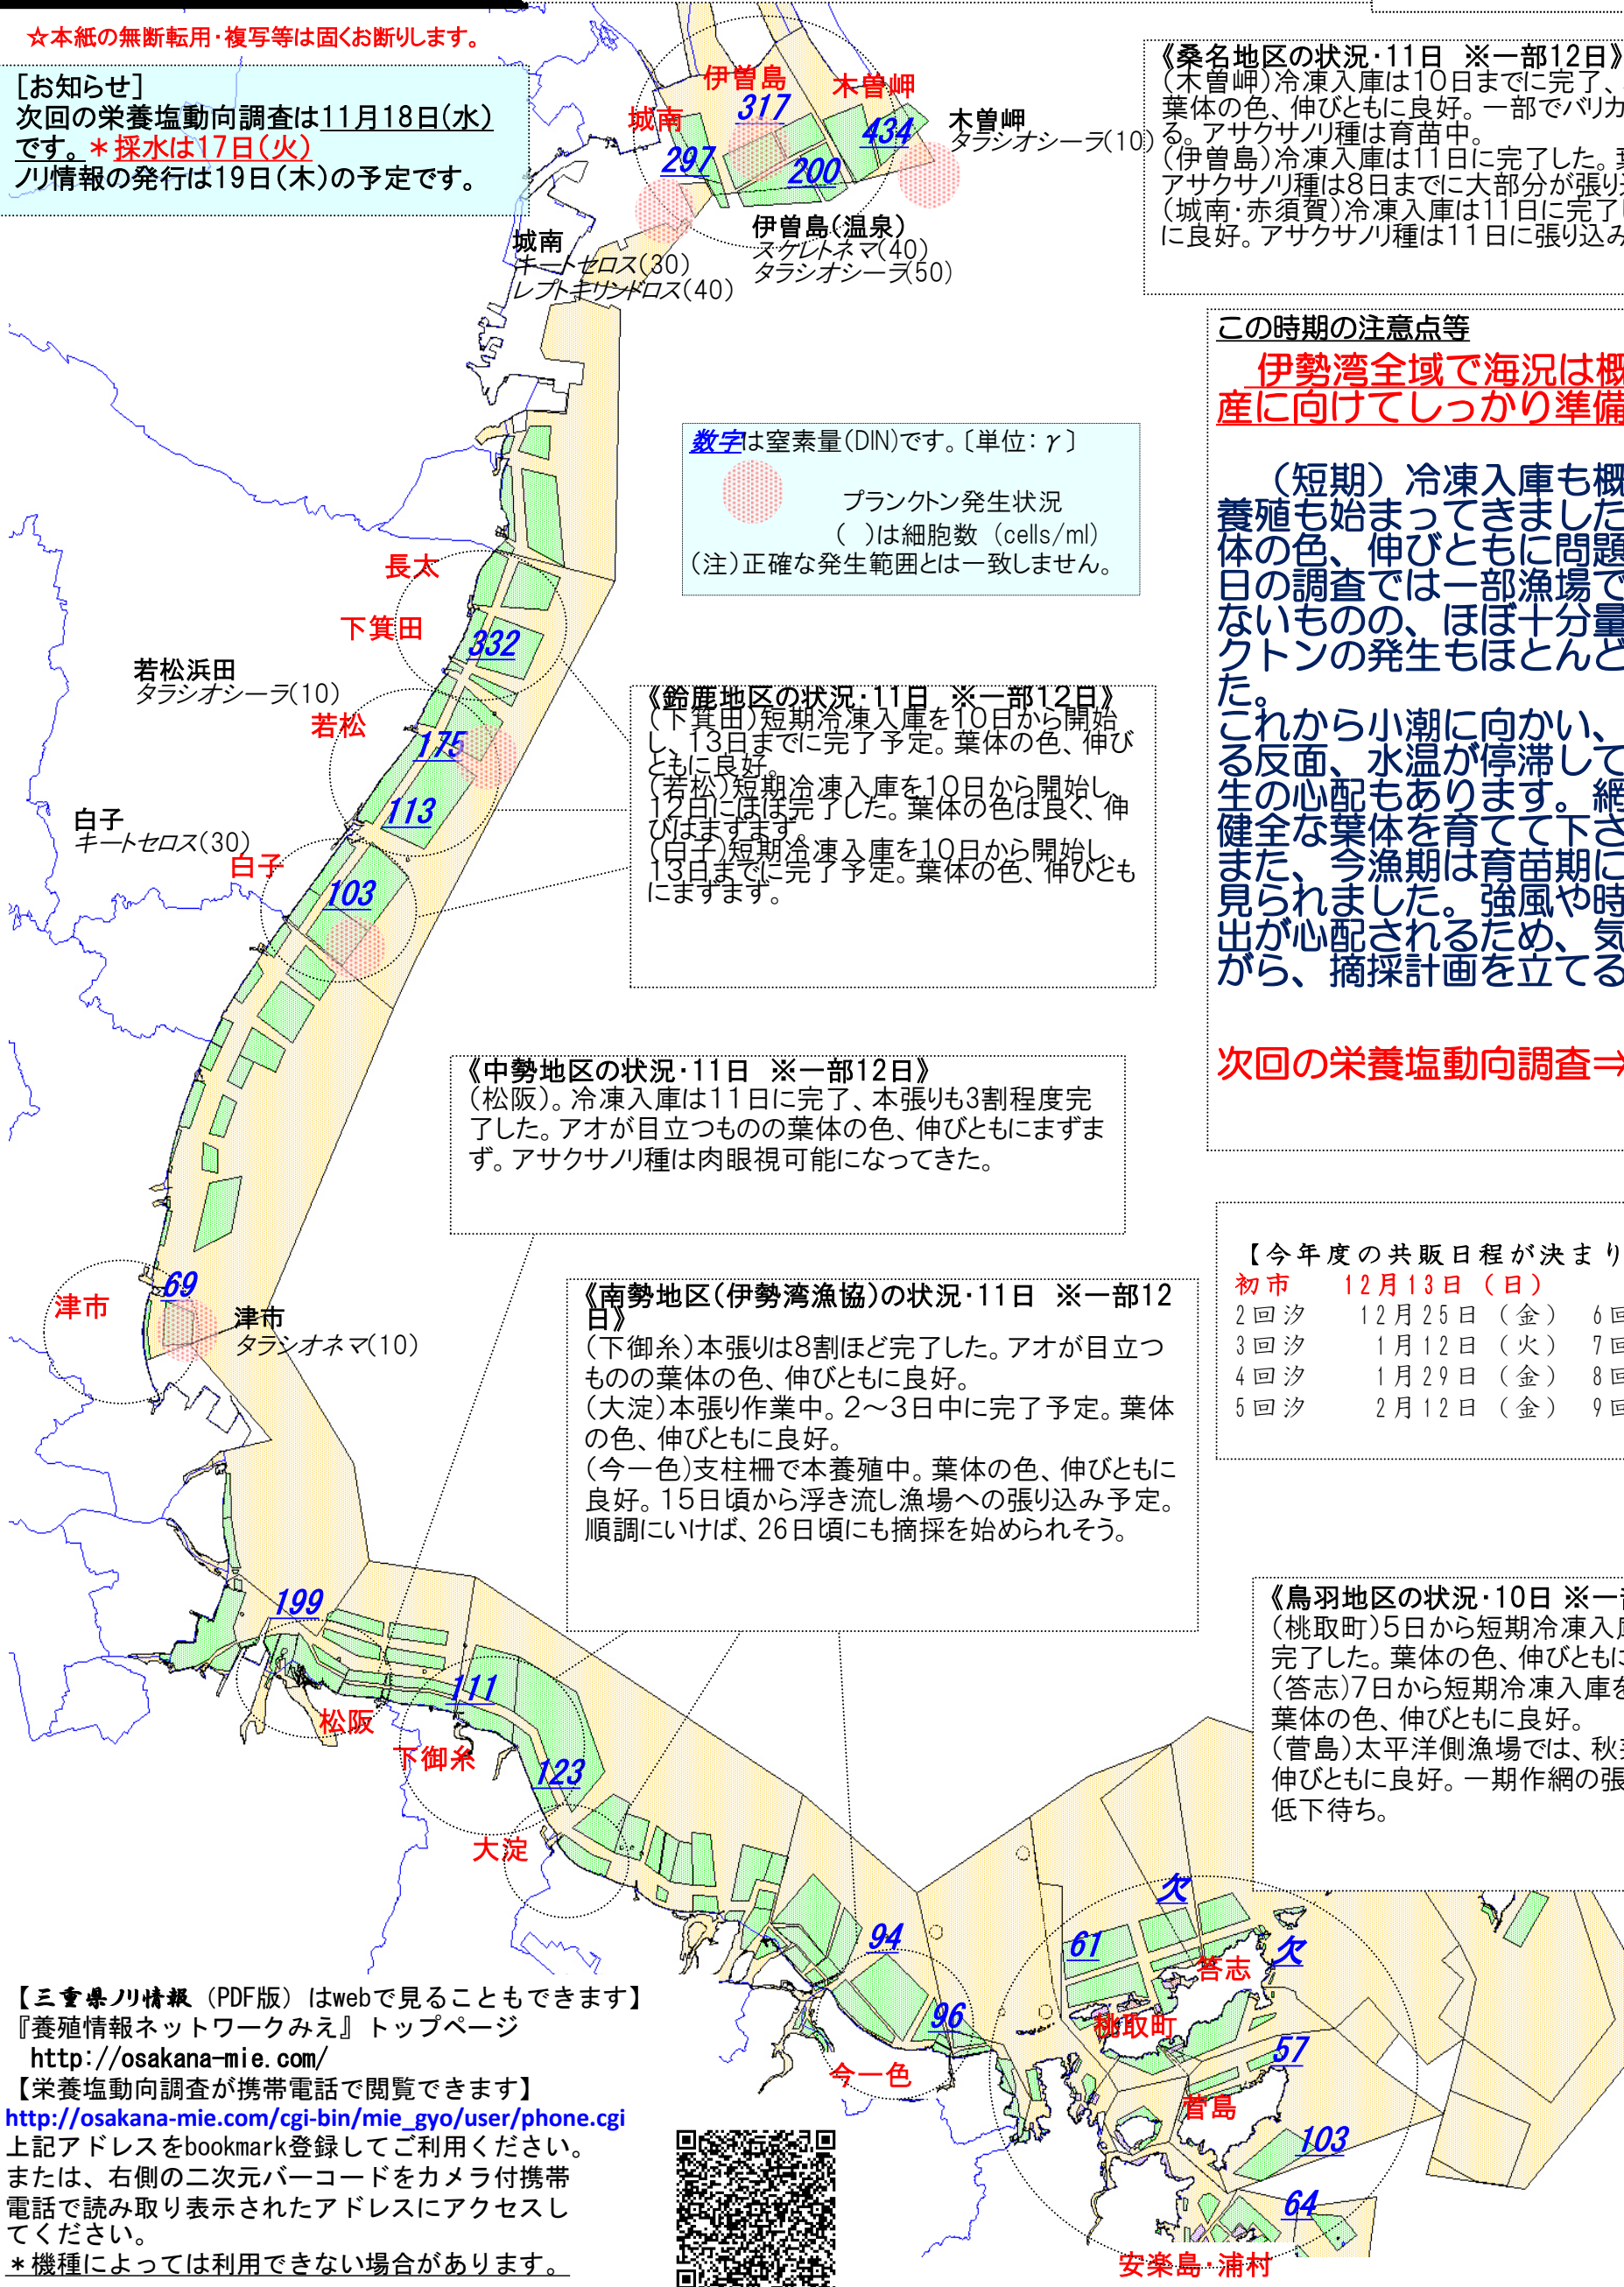 ☆本紙の無断転用・複写等は固くお断りします。
［お知らせ］
次回の栄養塩動向調査は11月18日(水)
です。＊採水は17日(火)
ノリ情報の発行は19日(木)の予定です。
伊曽島
木曽岬
城南
317
434
297
200
木曽岬
タラシオシーラ(10)
伊曽島(温泉)
スケレトネマ(40)
タラシオシーラ(50)
城南
キートセロス(30)
レプトキリンドロス(40)
《桑名地区の状況・11日　※一部12日》
(木曽岬)冷凍入庫は10日までに完了、
葉体の色、伸びともに良好。一部でバリカ
る。アサクサノリ種は育苗中。
(伊曽島)冷凍入庫は11日に完了した。
アサクサノリ種は8日までに大部分が張り
(城南・赤須賀)冷凍入庫は11日に完了
に良好。アサクサノリ種は11日に張り込み
この時期の注意点等
伊勢湾全域で海況は概
産に向けてしっかり準備
（短期）冷凍入庫も概
養殖も始まってきました
体の色、伸びともに問題
日の調査では一部漁場で
ないものの、ほぼ十分量
クトンの発生もほとんど
た。
これから小潮に向かい、
る反面、水温が停滞して
生の心配もあります。網
健全な葉体を育てて下さ
また、今漁期は育苗期に
見られました。強風や時
出が心配されるため、気
がら、摘採計画を立てる
次回の栄養塩動向調査⇒
数字は窒素量(DIN)です。〔単位：γ〕
プランクトン発生状況
(　)は細胞数 (cells/ml)
(注)正確な発生範囲とは一致しません。
長太
下箕田
332
若松浜田
タラシオシーラ(10)
若松
175
113
白子
キートセロス(30)
白子
103
《鈴鹿地区の状況・11日　※一部12日》
(下箕田)短期冷凍入庫を10日から開始
し、13日までに完了予定。葉体の色、伸び
ともに良好。
(若松)短期冷凍入庫を10日から開始し、
12日にほぼ完了した。葉体の色は良く、伸
びはまずまず。
(白子)短期冷凍入庫を10日から開始し、
13日までに完了予定。葉体の色、伸びとも
にまずまず。
《中勢地区の状況・11日　※一部12日》
(松阪)。冷凍入庫は11日に完了、本張りも3割程度完
了した。アオが目立つものの葉体の色、伸びともにまずま
ず。アサクサノリ種は肉眼視可能になってきた。
69
津市
津市
タラシオネマ(10)
《南勢地区(伊勢湾漁協)の状況・11日　※一部12
日》
(下御糸)本張りは8割ほど完了した。アオが目立つ
ものの葉体の色、伸びともに良好。
(大淀)本張り作業中。2～3日中に完了予定。葉体
の色、伸びともに良好。
(今一色)支柱柵で本養殖中。葉体の色、伸びともに
良好。15日頃から浮き流し漁場への張り込み予定。
順調にいけば、26日頃にも摘採を始められそう。
【今年度の共販日程が決まり
初市　12月13日（日）
2回汐　12月25日（金）　6回
3回汐　1月12日（火）　7回
4回汐　1月29日（金）　8回
5回汐　2月12日（金）　9回
《鳥羽地区の状況・10日 ※一
(桃取町)5日から短期冷凍入
完了した。葉体の色、伸びともに
(答志)7日から短期冷凍入庫を
葉体の色、伸びともに良好。
(菅島)太平洋側漁場では、秋
伸びともに良好。一期作網の張
低下待ち。
199
松阪
111
下御糸
123
大淀
94
96
今一色
欠
61
欠
答志
桃取町
57
菅島
103
64
安楽島・浦村
【三重県ノリ情報（PDF版）はwebで見ることもできます】
『養殖情報ネットワークみえ』トップページ
http://osakana-mie.com/
【栄養塩動向調査が携帯電話で閲覧できます】
http://osakana-mie.com/cgi-bin/mie_gyo/user/phone.cgi
上記アドレスをbookmark登録してご利用ください。
または、右側の二次元バーコードをカメラ付携帯
電話で読み取り表示されたアドレスにアクセスし
てください。
＊機種によっては利用できない場合があります。